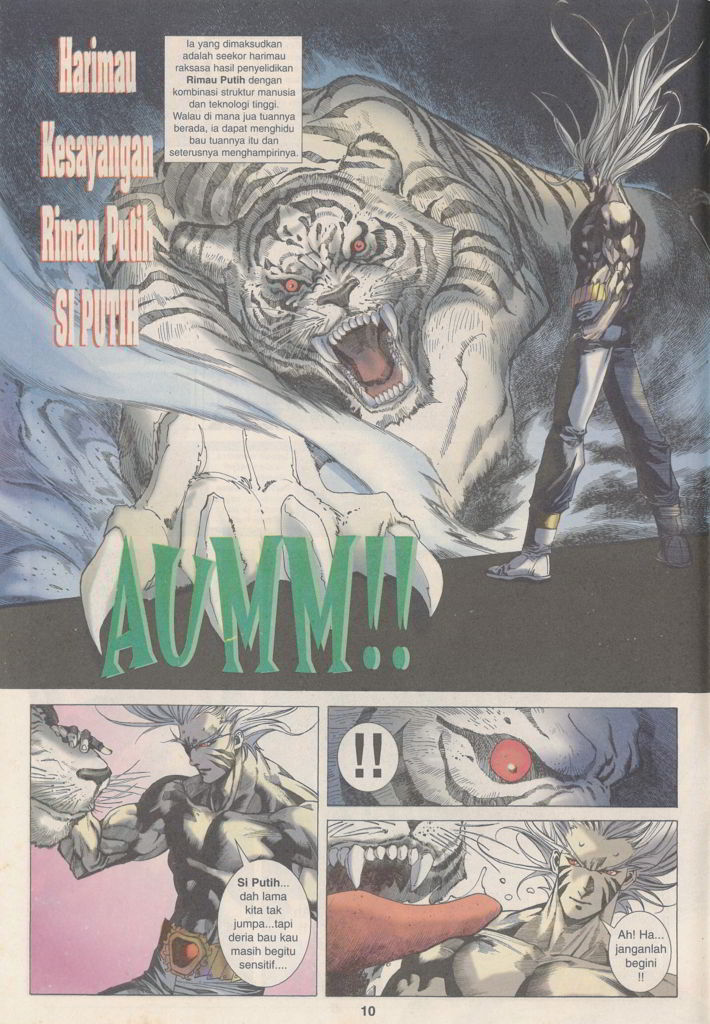 Harimau
Kesayangan
Rimau Putih
SI PUTIH
Ia yang dimaksudkan
adalah seekor harimau
raksasa hasil penyelidikan
Rimau Putih dengan
kombinasi struktur manusia
dan teknologi tinggi.
Walau di mana jua tuannya
berada, ia dapat menghidu
bau tuannya itu dan
seterusnya menghampirinya.
AUMM!!
Si Putih...
dah lama
kita tak
jumpa...tapi
deria bau kau
masih begitu
sensitif....
!!
Ah! Ha...
janganlah
begini
!!
10